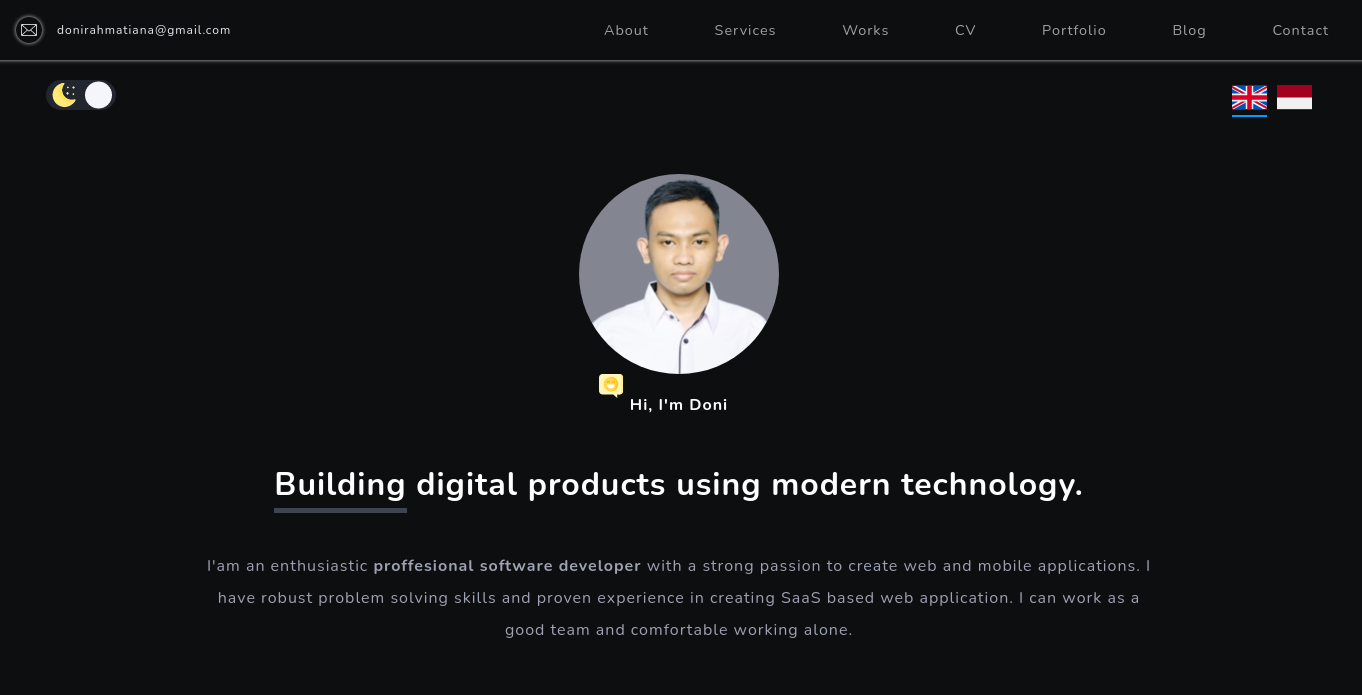 donirahmatiana@gmail.com
About Services Works CV Portfolio Blog Contact
Hi, I'm Doni
Building digital products using modern technology.
I'am an enthusiastic proffesional software developer with a strong passion to create web and mobile applications. I
have robust problem solving skills and proven experience in creating SaaS based web application. I can work as a
good team and comfortable working alone.